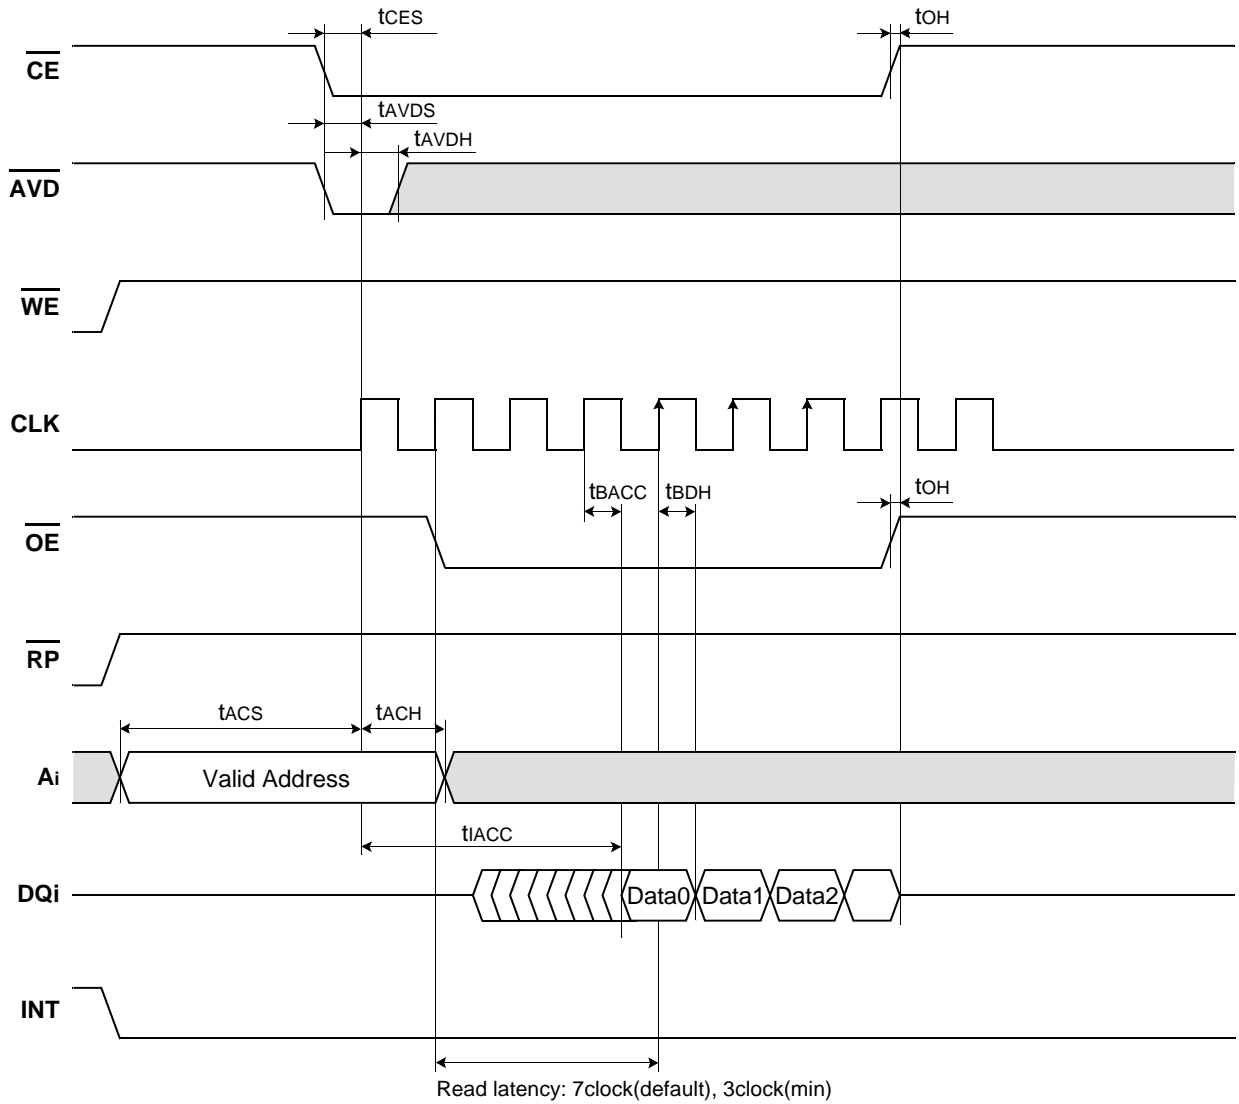 tCES
tOH
CE
tAVDS
tAVDH
AVD
WE
CLK
tBACC
tBDH
tOH
OE
RP
tACS
tACH
Ai
Valid Address
tIACC
DQi
Data0
Data1
Data2
INT
Read latency: 7clock(default), 3clock(min)